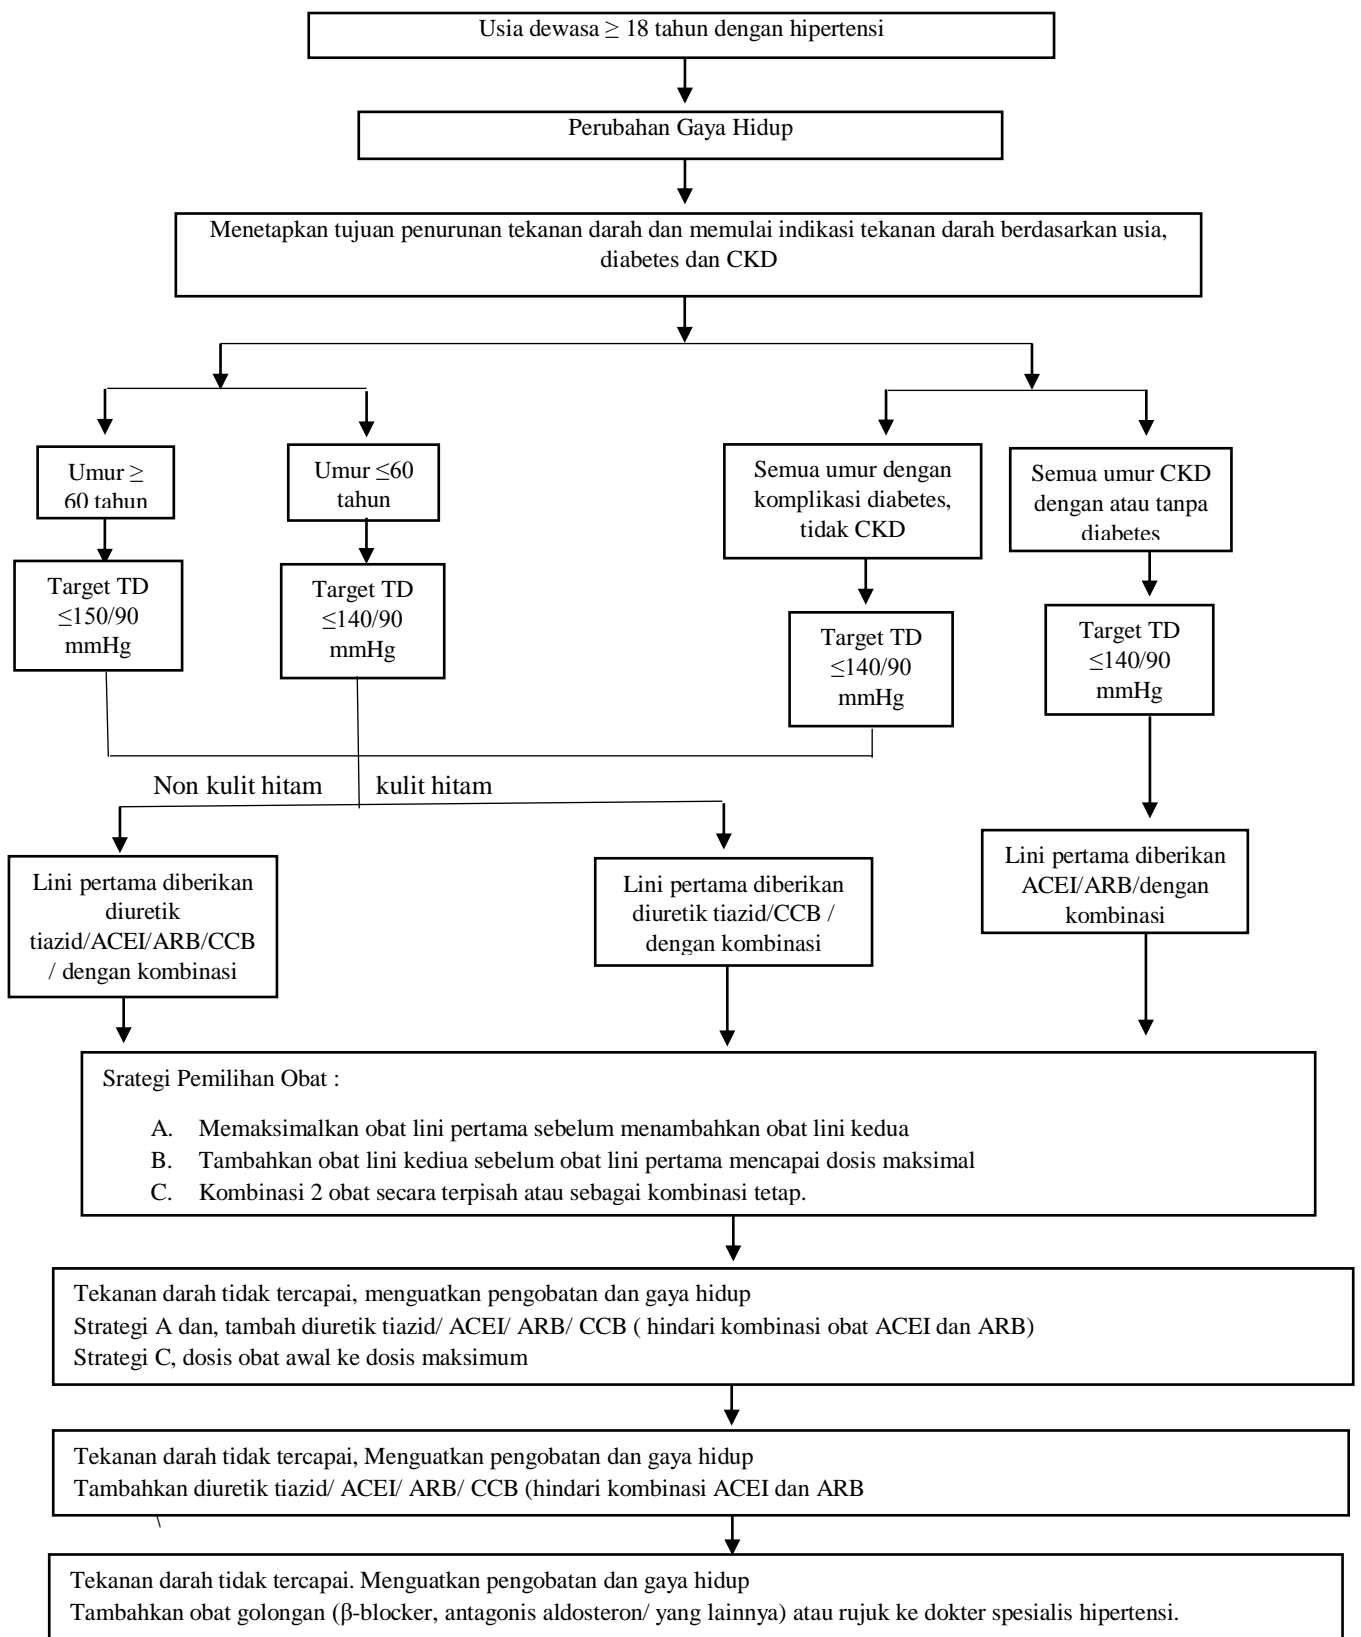 Usia dewasa ≥ 18 tahun dengan hipertensi
Perubahan Gaya Hidup
Menetapkan tujuan penurunan tekanan darah dan memulai indikasi tekanan darah berdasarkan usia,
diabetes dan CKD
Umur ≥
60 tahun
Umur ≤60
tahun
Semua umur dengan
komplikasi diabetes,
tidak CKD
Semua umur CKD
dengan atau tanpa
diabetes
Target TD
≤150/90
mmHg
Target TD
≤140/90
mmHg
Target TD
≤140/90
mmHg
Target TD
≤140/90
mmHg
Non kulit hitam
kulit hitam
Lini pertama diberikan
diuretik
tiazid/ACEI/ARB/CCB
/ dengan kombinasi
Lini pertama diberikan
diuretik tiazid/CCB /
dengan kombinasi
Lini pertama diberikan
ACEI/ARB/dengan
kombinasi
Srategi Pemilihan Obat :
A. Memaksimalkan obat lini pertama sebelum menambahkan obat lini kedua
B. Tambahkan obat lini kediua sebelum obat lini pertama mencapai dosis maksimal
C. Kombinasi 2 obat secara terpisah atau sebagai kombinasi tetap.
Tekanan darah tidak tercapai, menguatkan pengobatan dan gaya hidup
Strategi A dan, tambah diuretik tiazid/ ACEI/ ARB/ CCB ( hindari kombinasi obat ACEI dan ARB)
Strategi C, dosis obat awal ke dosis maksimum
Tekanan darah tidak tercapai, Menguatkan pengobatan dan gaya hidup
Tambahkan diuretik tiazid/ ACEI/ ARB/ CCB (hindari kombinasi ACEI dan ARB
Tekanan darah tidak tercapai. Menguatkan pengobatan dan gaya hidup
Tambahkan obat golongan (β-blocker, antagonis aldosteron/ yang lainnya) atau rujuk ke dokter spesialis hipertensi.